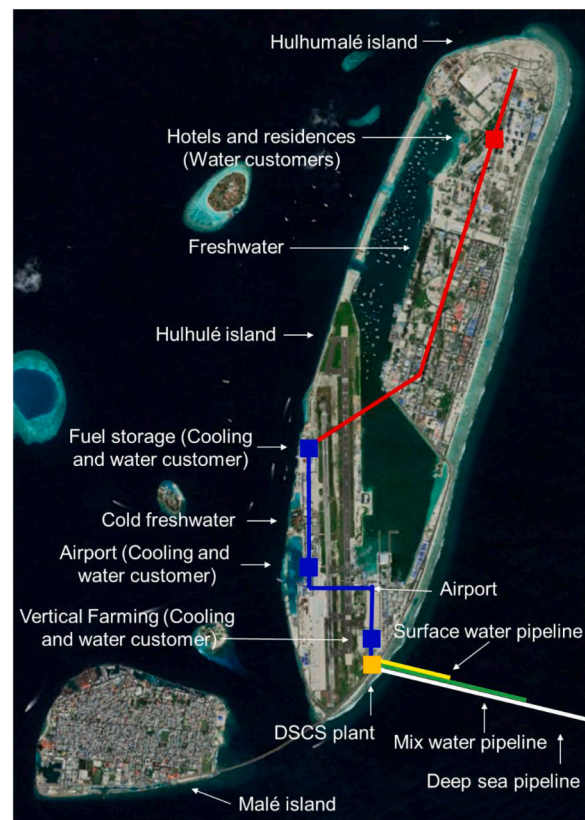 Hulhumalé island
Hotels and residences
(Water customers)
Freshwater
Hulhulé island
Fuel storage (Cooling
and water customer)
Cold freshwater
Airport (Cooling and
water customer)
Airport
Vertical Farming (Cooling
and water customer)
Surface water pipeline
DSCS plant
Mix water pipeline
Deep sea pipeline
Malé island